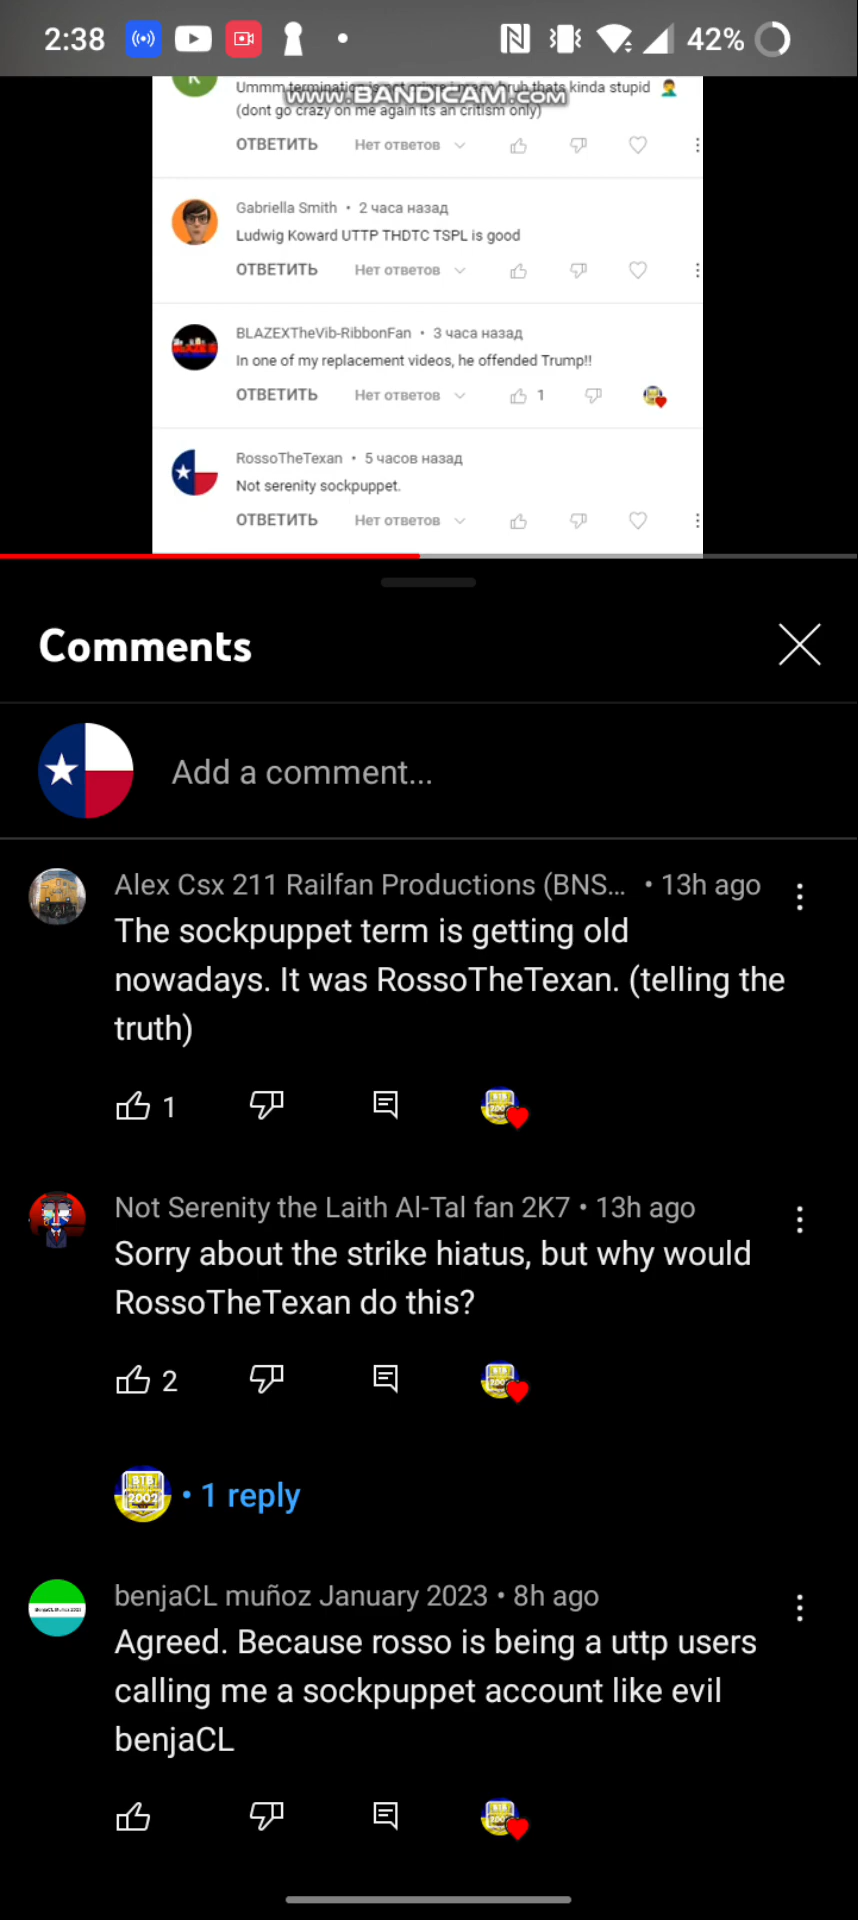 2:38
42%
www.BANDICAM.com
kinda stupid 🤦‍♂️
(dont go crazy on me again its an critism only)
ОТВЕТИТЬ Нет ответов
Gabriella Smith • 2 часа назад
Ludwig Koward UTTP THDTC TSPL is good
ОТВЕТИТЬ Нет ответов
BLAZEXTheVib-RibbonFan • 3 часа назад
In one of my replacement videos, he offended Trump!!
ОТВЕТИТЬ Нет ответов 1
RossoTheTexan • 5 часов назад
Not serenity sockpuppet.
ОТВЕТИТЬ Нет ответов
Comments
Add a comment...
Alex Csx 211 Railfan Productions (BNS... • 13h ago
The sockpuppet term is getting old
nowadays. It was RossoTheTexan. (telling the
truth)
1
Not Serenity the Laith Al-Tal fan 2K7 • 13h ago
Sorry about the strike hiatus, but why would
RossoTheTexan do this?
2
BTB
2002
• 1 reply
benjaCL muñoz January 2023 • 8h ago
Agreed. Because rosso is being a uttp users
calling me a sockpuppet account like evil
benjaCL